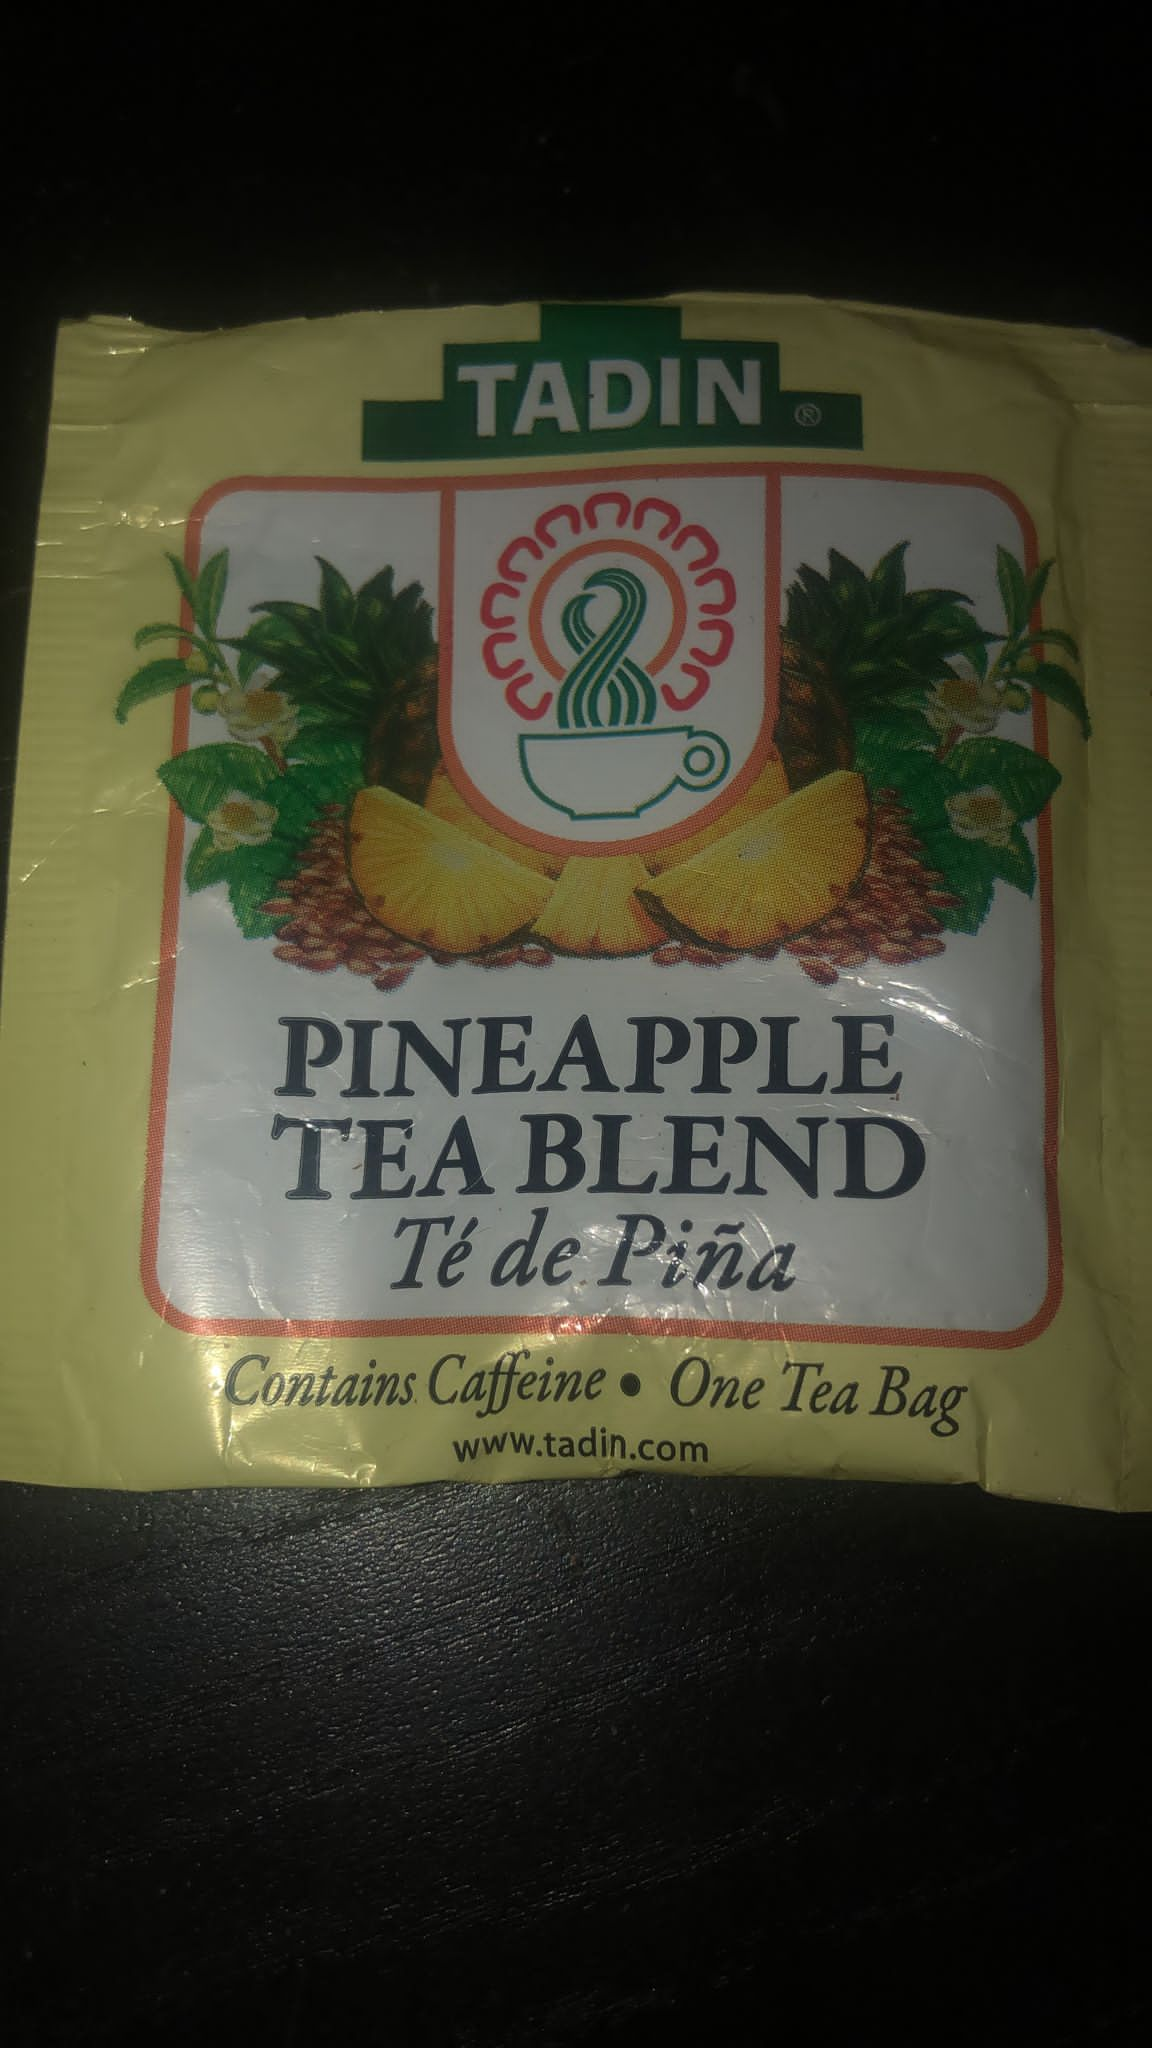 TADIN ®
PINEAPPLE
TEA BLEND
Té de Piña
Contains Caffeine • One Tea Bag
www.tadin.com